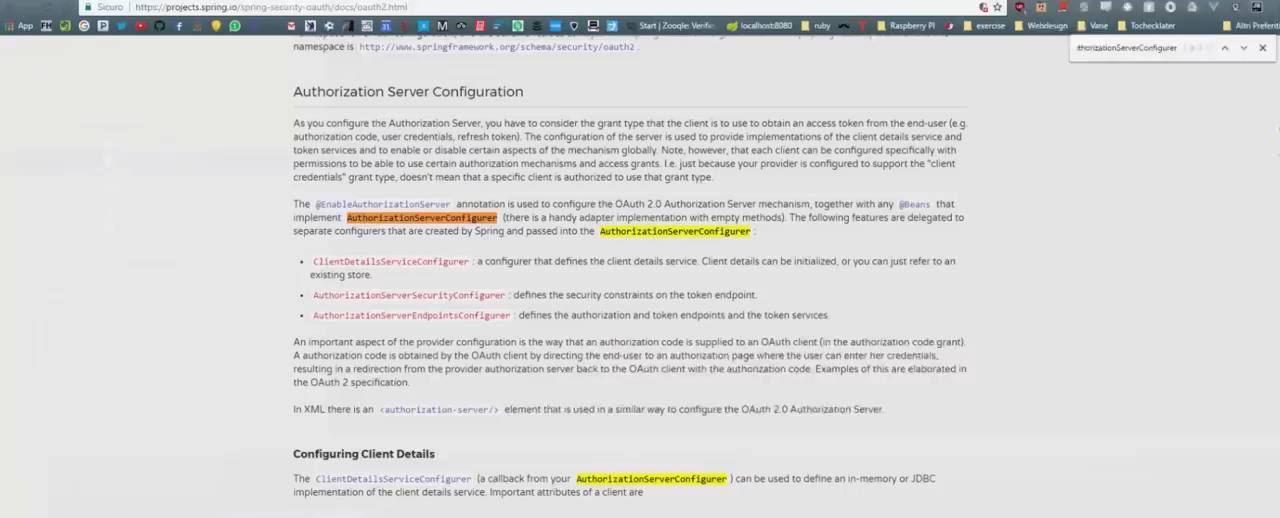 Sicuro
https://projects.spring.io/spring-security-oauth/docs/oauth2.html
App
Start | Zooqle: Verifie
localhost:8080
ruby
Raspberry PI
exercise
Webdesign
Varie
Tochecklater
Altri Preferit
thorizationServerConfigurer
namespace is http://www.springframework.org/schema/security/oauth2 .
Authorization Server Configuration
As you configure the Authorization Server, you have to consider the grant type that the client is to use to obtain an access token from the end-user (e.g.
authorization code, user credentials, refresh token). The configuration of the server is used to provide implementations of the client details service and
token services and to enable or disable certain aspects of the mechanism globally. Note, however, that each client can be configured specifically with
permissions to be able to use certain authorization mechanisms and access grants. I.e. just because your provider is configured to support the "client
credentials" grant type, doesn't mean that a specific client is authorized to use that grant type.
The @EnableAuthorizationServer annotation is used to configure the OAuth 2.0 Authorization Server mechanism, together with any @Beans that
implement AuthorizationServerConfigurer (there is a handy adapter implementation with empty methods). The following features are delegated to
separate configurers that are created by Spring and passed into the AuthorizationServerConfigurer :
• ClientDetailsServiceConfigurer : a configurer that defines the client details service. Client details can be initialized, or you can just refer to an
existing store.
• AuthorizationServerSecurityConfigurer : defines the security constraints on the token endpoint.
• AuthorizationServerEndpointsConfigurer : defines the authorization and token endpoints and the token services.
An important aspect of the provider configuration is the way that an authorization code is supplied to an OAuth client (in the authorization code grant).
A authorization code is obtained by the OAuth client by directing the end-user to an authorization page where the user can enter her credentials,
resulting in a redirection from the provider authorization server back to the OAuth client with the authorization code. Examples of this are elaborated in
the OAuth 2 specification.
In XML there is an <authorization-server/> element that is used in a similar way to configure the OAuth 2.0 Authorization Server.
Configuring Client Details
The ClientDetailsServiceConfigurer (a callback from your AuthorizationServerConfigurer ) can be used to define an in-memory or JDBC
implementation of the client details service. Important attributes of a client are